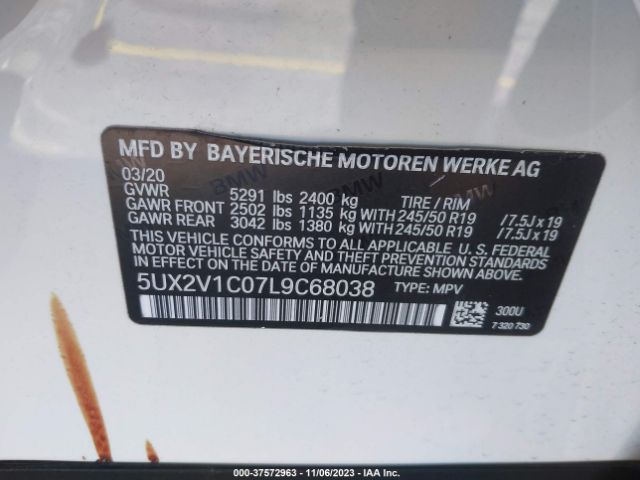 MFD BY BAYERISCHE MOTOREN WERKE AG
03/20
GVWR 5291 lbs 2400 kg TIRE / RIM
GAWR FRONT 2502 lbs 1135 kg WITH 245/50 R19 / 7.5J x 19
GAWR REAR 3042 lbs 1380 kg WITH 245/50 R19 / 7.5J x 19
THIS VEHICLE CONFORMS TO ALL APPLICABLE U. S. FEDERAL
MOTOR VEHICLE SAFETY, BUMPER, AND THEFT PREVENTION
STANDARDS IN EFFECT ON THE DATE OF MANUFACTURE SHOWN ABOVE.
5UX2V1C07L9C68038 TYPE: MPV
300U
7 320 730
BMW
BMW
BMW
000-37572963 - 11/06/2023 - IAA Inc.